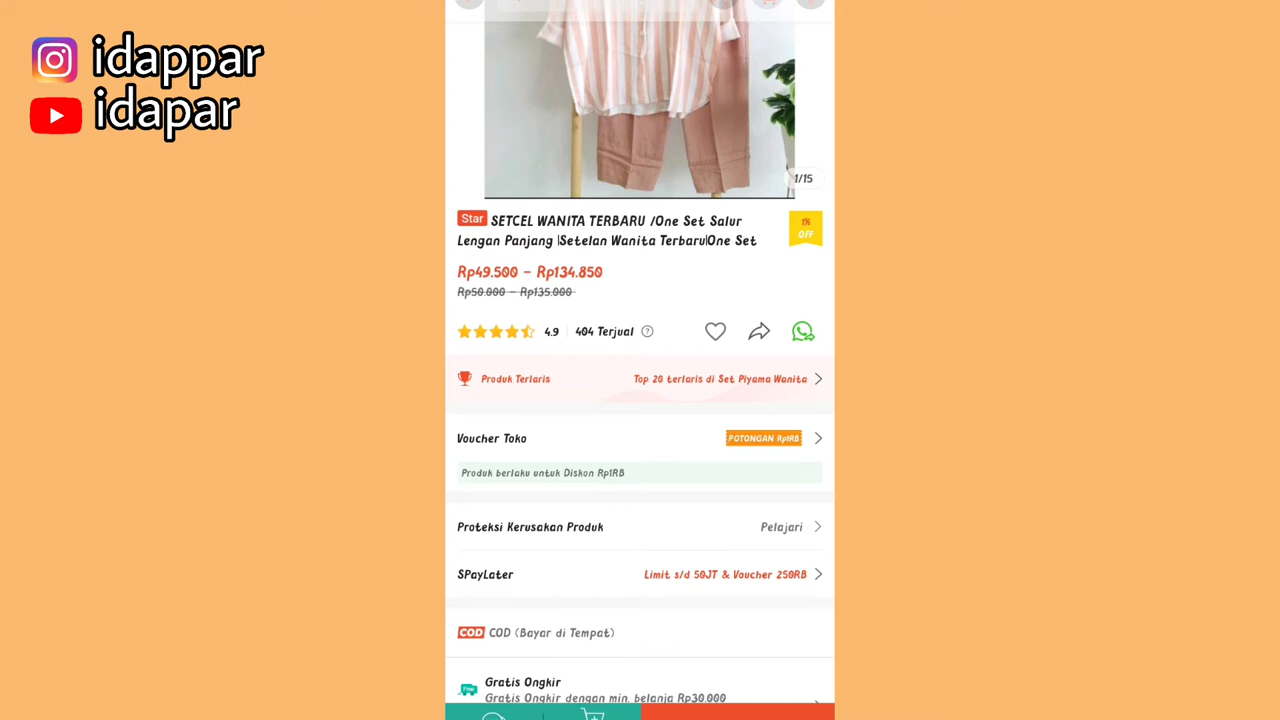 idappar
idapar
1/15
Star SETCEL WANITA TERBARU /One Set Salur
Lengan Panjang |Setelan Wanita Terbaru|One Set
1%
OFF
Rp49.500 – Rp134.850
Rp50.000 – Rp135.000
4.9
404 Terjual
?
Produk Terlaris
Top 20 terlaris di Set Piyama Wanita
Voucher Toko
POTONGAN Rp1RB
Produk berlaku untuk Diskon Rp1RB
Proteksi Kerusakan Produk
Pelajari
SPayLater
Limit s/d 50JT & Voucher 250RB
COD COD (Bayar di Tempat)
Gratis Ongkir
Gratis Ongkir dengan min. belanja Rp30.000